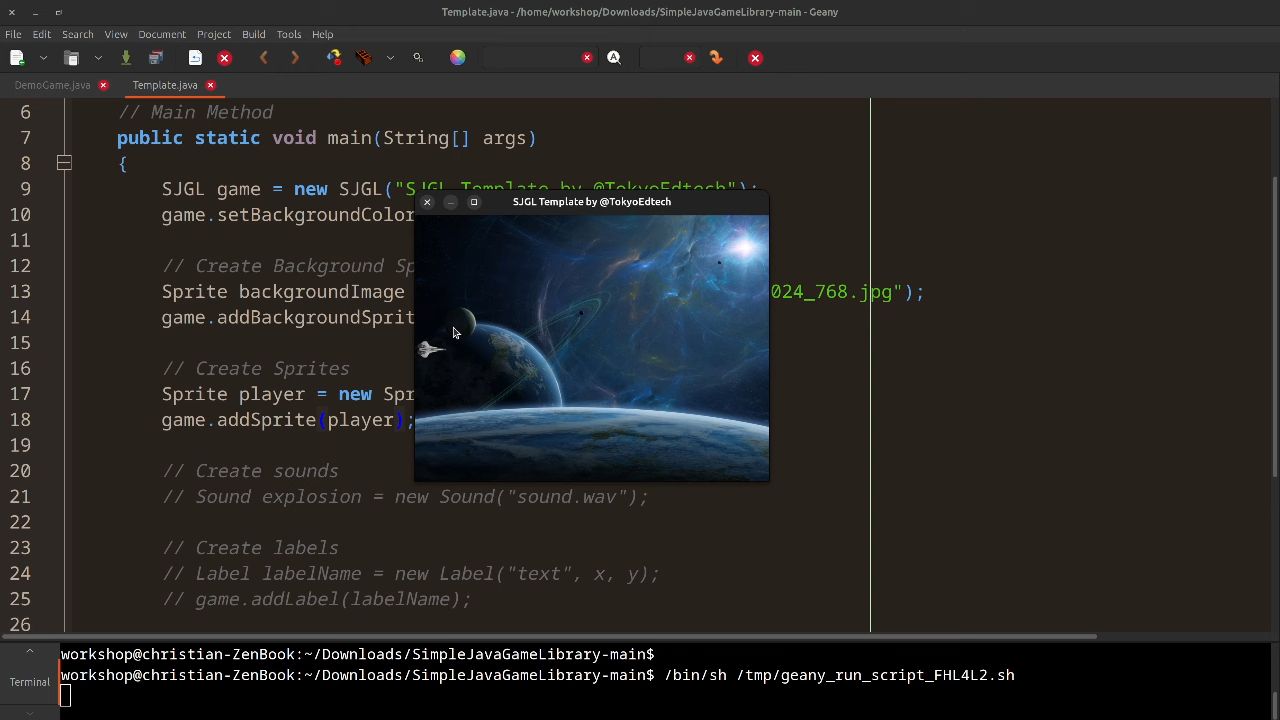 Template.java - /home/workshop/Downloads/SimpleJavaGameLibrary-main - Geany
File Edit Search View Document Project Build Tools Help
DemoGame.java Template.java
6 // Main Method
7 public static void main(String[] args)
8 {
9 SJGL game = new SJGL("SJGL Template by @TokyoEdtech");
SJGL Template by @TokyoEdtech
10 game.setBackgroundColor
11
12 // Create Background Sp
13 Sprite backgroundImage 024_768.jpg");
14 game.addBackgroundSprit
15
16 // Create Sprites
17 Sprite player = new Spr
18 game.addSprite(player);
19
20 // Create sounds
21 // Sound explosion = new Sound("sound.wav");
22
23 // Create labels
24 // Label labelName = new Label("text", x, y);
25 // game.addLabel(labelName);
26
Terminal
workshop@christian-ZenBook:~/Downloads/SimpleJavaGameLibrary-main$
workshop@christian-ZenBook:~/Downloads/SimpleJavaGameLibrary-main$ /bin/sh /tmp/geany_run_script_FHL4L2.sh